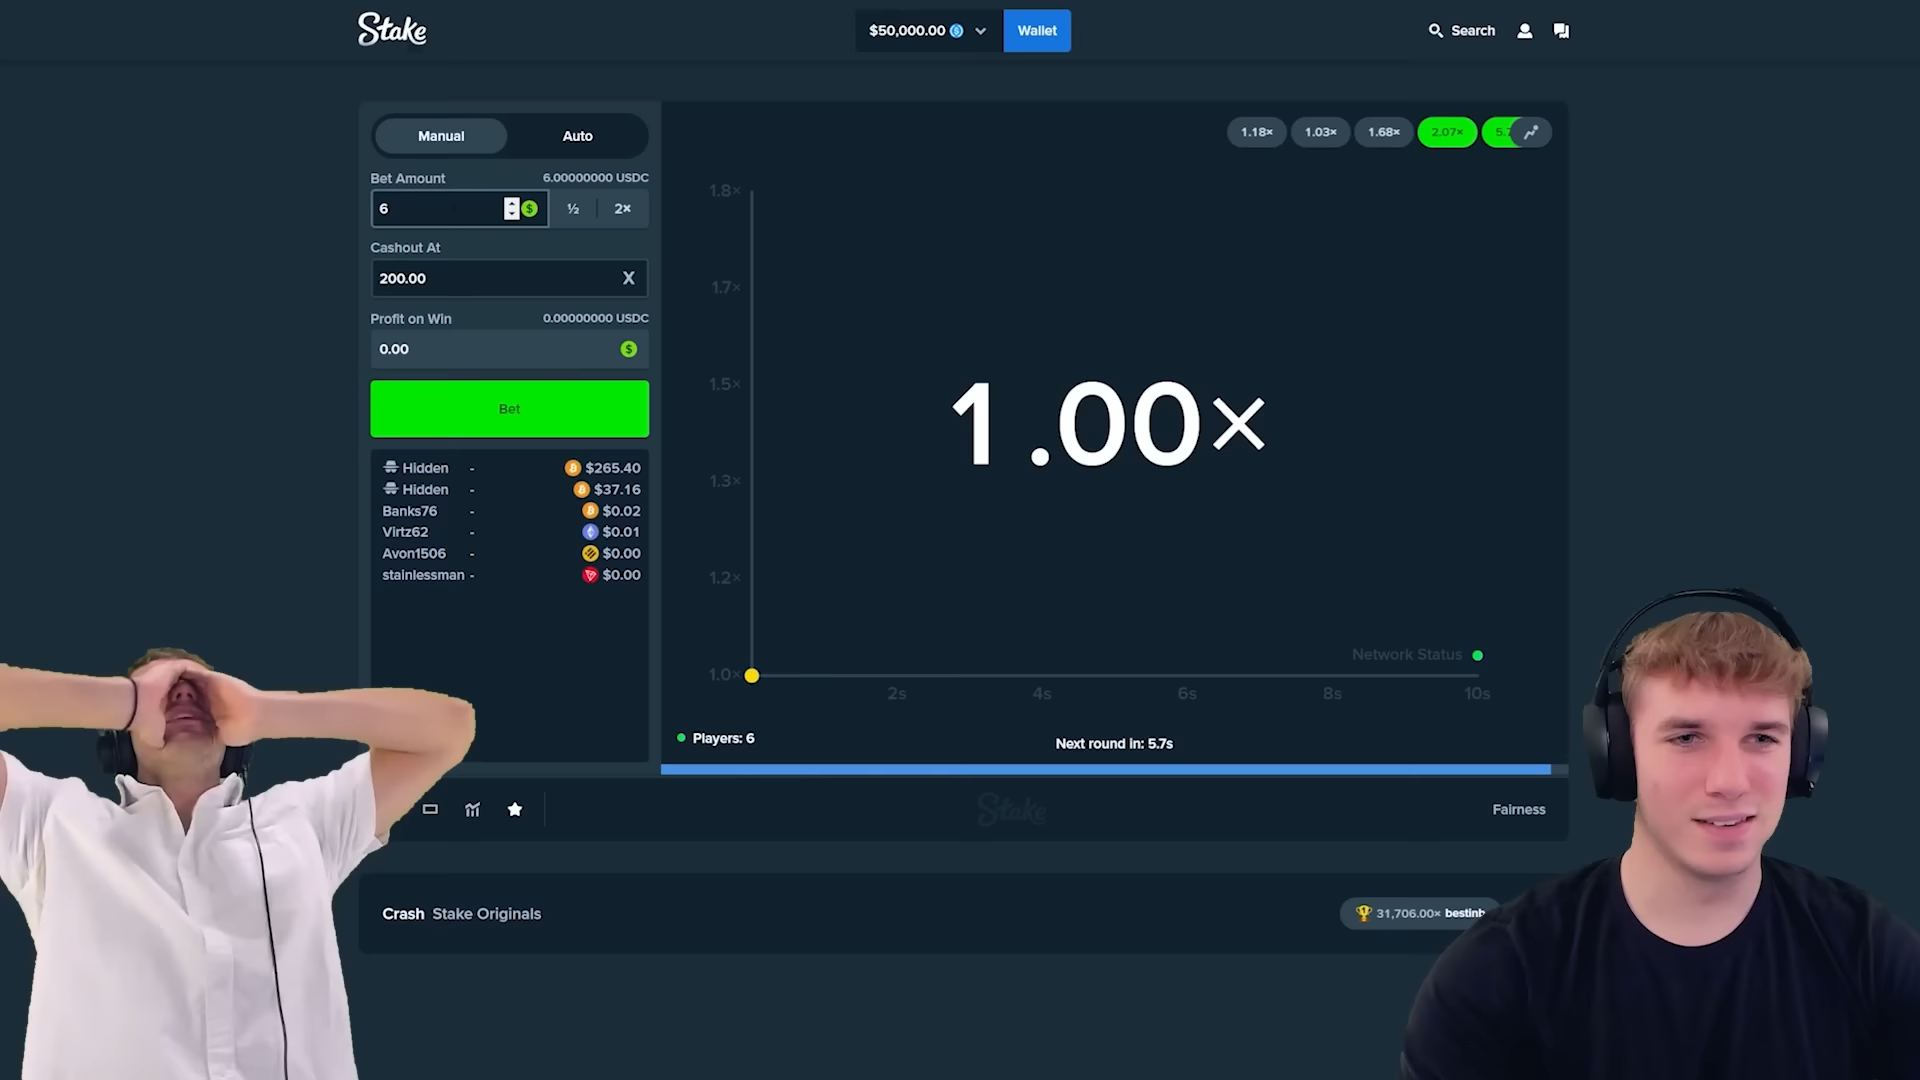 Stake
$50,000.00
Wallet
Search
Manual
Auto
1.18×
1.03×
1.68×
2.07×
5.7
Bet Amount
6.00000000 USDC
6
½
2×
Cashout At
200.00
X
Profit on Win
0.00000000 USDC
0.00
Bet
Hidden - $265.40
Hidden - $37.16
Banks76 - $0.02
Virtz62 - $0.01
Avon1506 - $0.00
stainlessman - $0.00
1.8×
1.7×
1.5×
1.3×
1.2×
1.0×
1.00×
Network Status
2s
4s
6s
8s
10s
Players: 6
Next round in: 5.7s
Stake
Fairness
Crash Stake Originals
31,706.00× bestinb